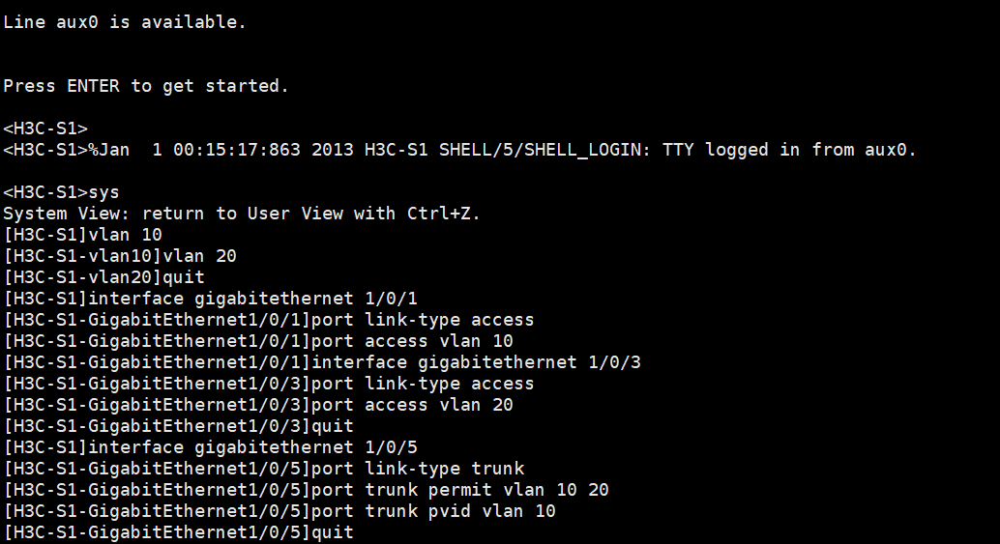 Line aux0 is available.
Press ENTER to get started.
<H3C-S1>
<H3C-S1>%Jan  1 00:15:17:863 2013 H3C-S1 SHELL/5/SHELL_LOGIN: TTY logged in from aux0.
<H3C-S1>sys
System View: return to User View with Ctrl+Z.
[H3C-S1]vlan 10
[H3C-S1-vlan10]vlan 20
[H3C-S1-vlan20]quit
[H3C-S1]interface gigabitethernet 1/0/1
[H3C-S1-GigabitEthernet1/0/1]port link-type access
[H3C-S1-GigabitEthernet1/0/1]port access vlan 10
[H3C-S1-GigabitEthernet1/0/1]interface gigabitethernet 1/0/3
[H3C-S1-GigabitEthernet1/0/3]port link-type access
[H3C-S1-GigabitEthernet1/0/3]port access vlan 20
[H3C-S1-GigabitEthernet1/0/3]quit
[H3C-S1]interface gigabitethernet 1/0/5
[H3C-S1-GigabitEthernet1/0/5]port link-type trunk
[H3C-S1-GigabitEthernet1/0/5]port trunk permit vlan 10 20
[H3C-S1-GigabitEthernet1/0/5]port trunk pvid vlan 10
[H3C-S1-GigabitEthernet1/0/5]quit